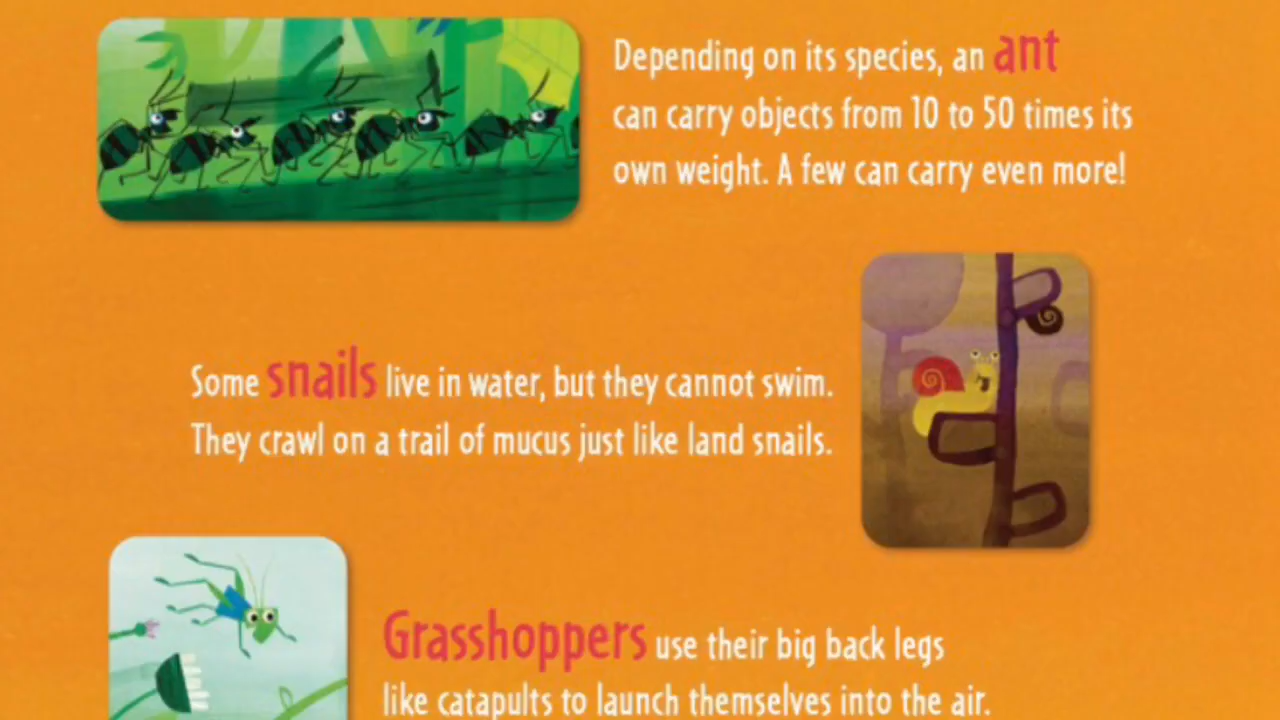 Depending on its species, an ant
can carry objects from 10 to 50 times its
own weight. A few can carry even more!
Some snails live in water, but they cannot swim.
They crawl on a trail of mucus just like land snails.
Grasshoppers use their big back legs
like catapults to launch themselves into the air.